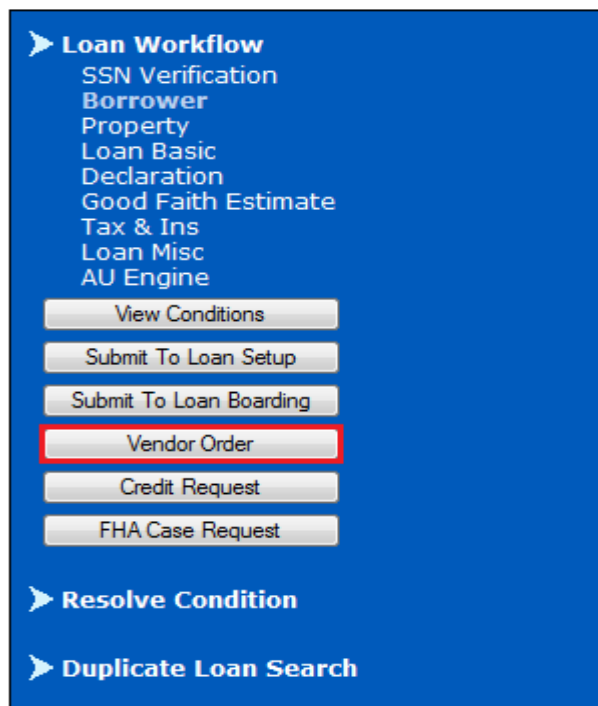 Loan Workflow
SSN Verification
Borrower
Property
Loan Basic
Declaration
Good Faith Estimate
Tax & Ins
Loan Misc
AU Engine
View Conditions
Submit To Loan Setup
Submit To Loan Boarding
Vendor Order
Credit Request
FHA Case Request
Resolve Condition
Duplicate Loan Search